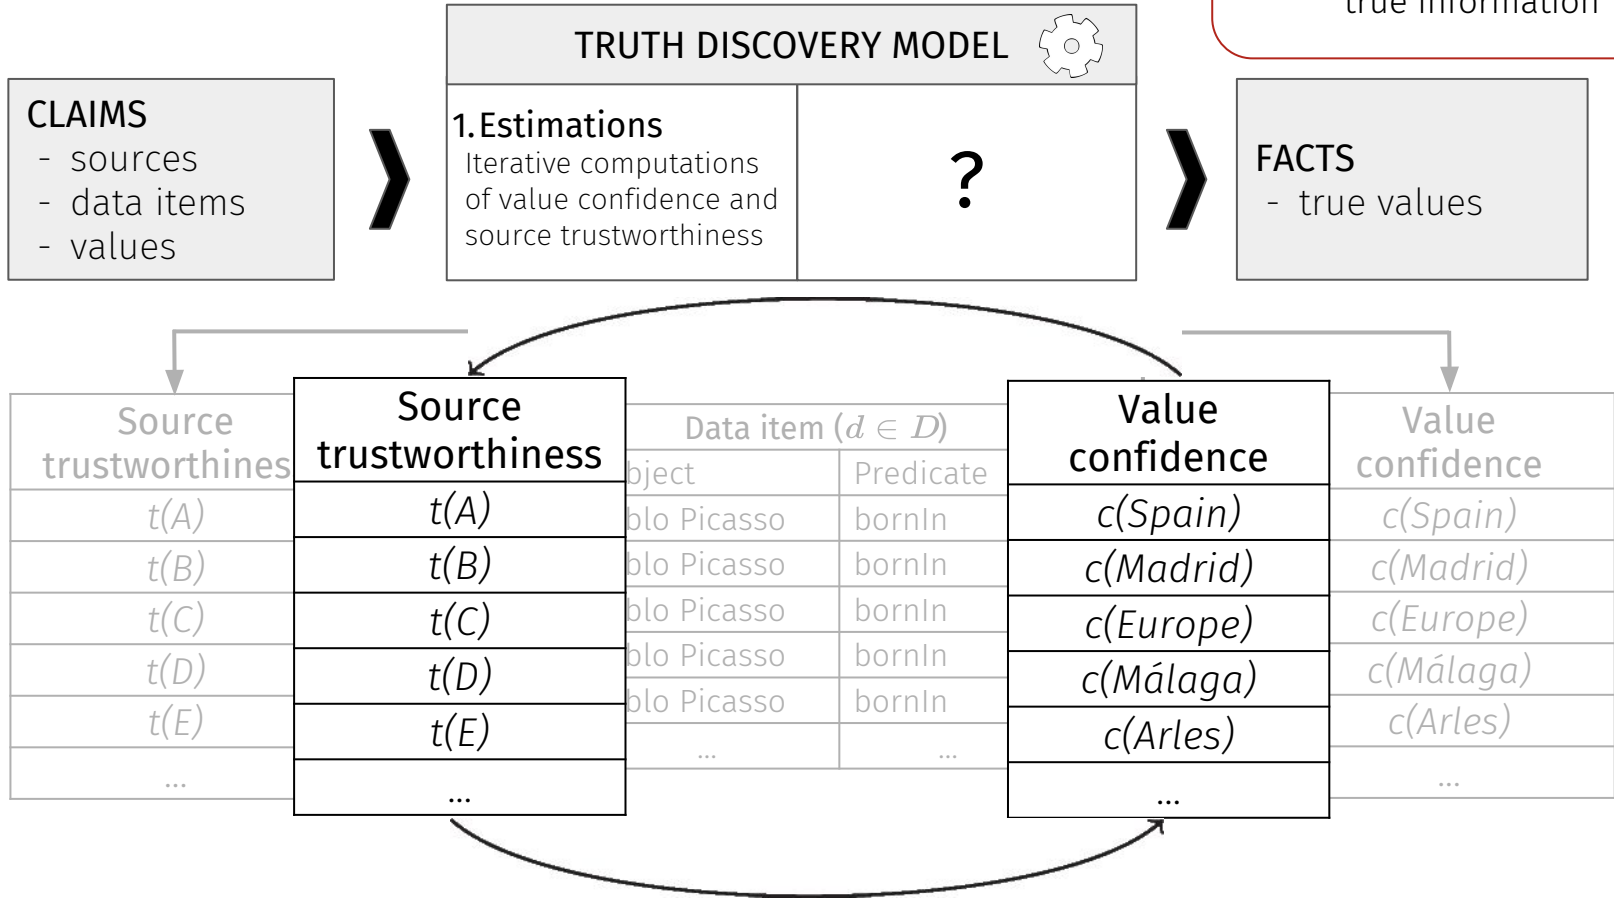 true information
TRUTH DISCOVERY MODEL
CLAIMS
- sources
- data items
- values
1. Estimations
Iterative computations
of value confidence and
source trustworthiness
?
FACTS
- true values
Source
trustworthines
t(A)
t(B)
t(C)
t(D)
t(E)
...
Source
trustworthiness
t(A)
t(B)
t(C)
t(D)
t(E)
...
Data item (d ∈ D)
bject Predicate
blo Picasso bornIn
blo Picasso bornIn
blo Picasso bornIn
blo Picasso bornIn
blo Picasso bornIn
... ...
Value
confidence
c(Spain)
c(Madrid)
c(Europe)
c(Málaga)
c(Arles)
...
Value
confidence
c(Spain)
c(Madrid)
c(Europe)
c(Málaga)
c(Arles)
...